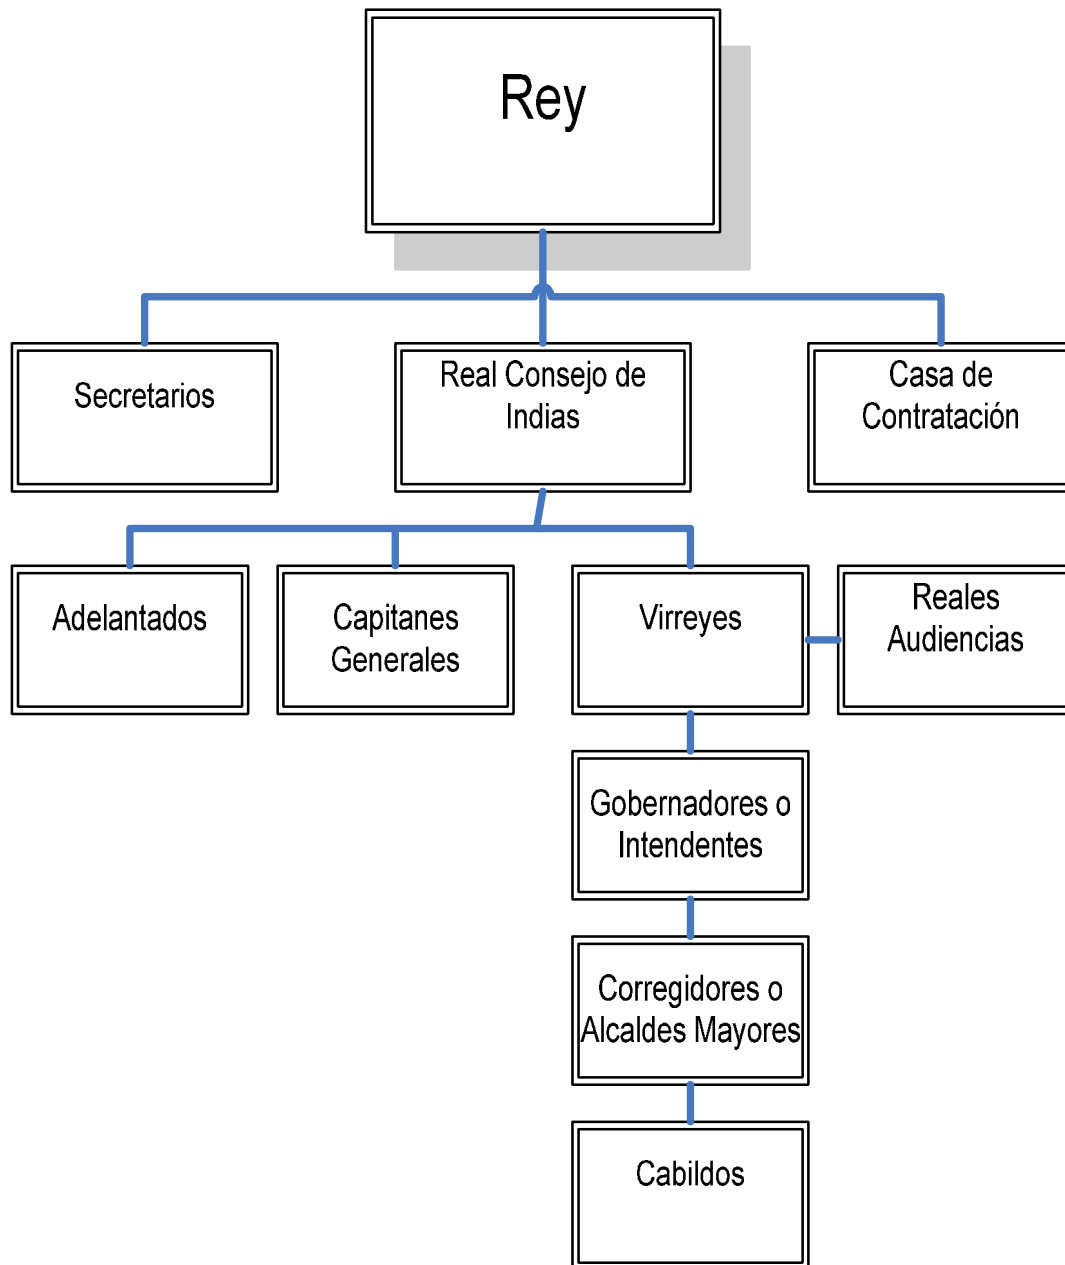 Rey
Secretarios
Real Consejo de
Indias
Casa de
Contratación
Adelantados
Capitanes
Generales
Virreyes
Reales
Audiencias
Gobernadores o
Intendentes
Corregidores o
Alcaldes Mayores
Cabildos